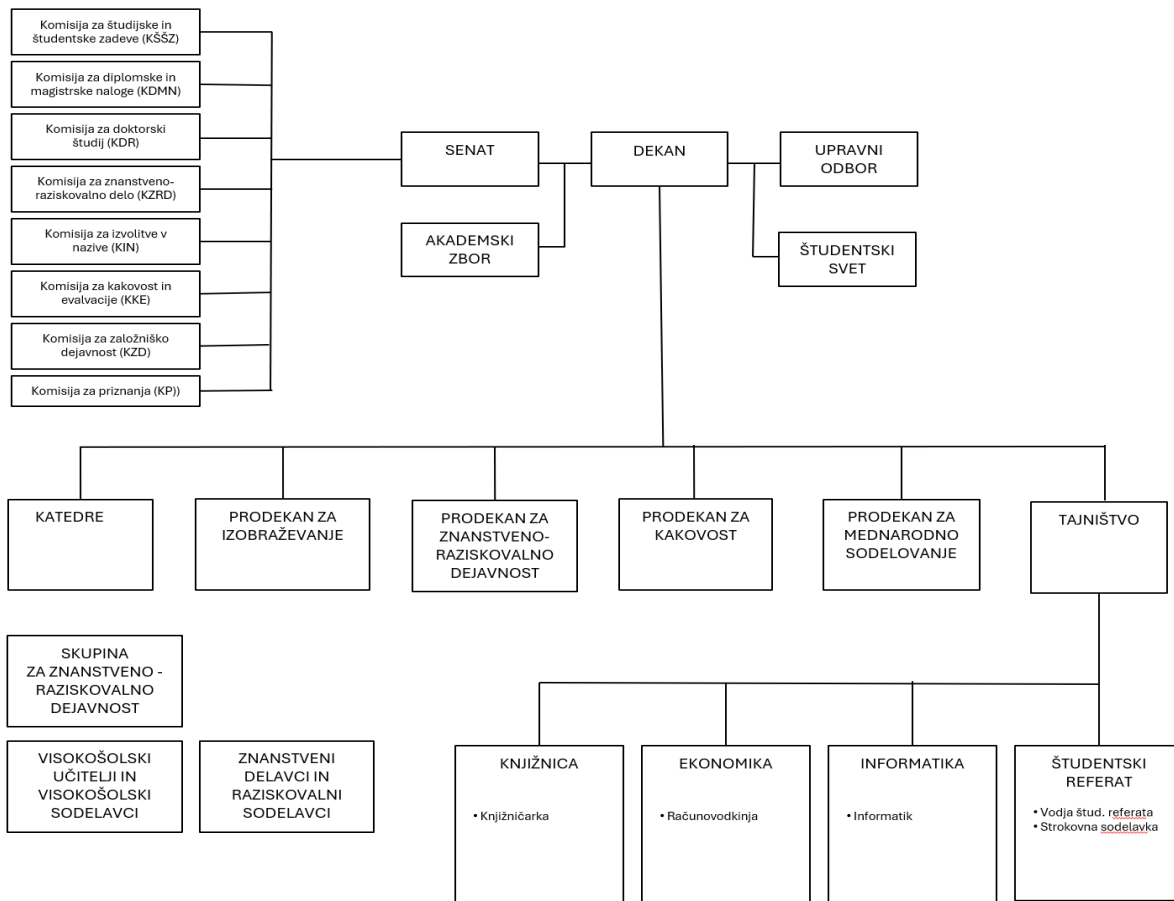 Komisija za študijske in
študentske zadeve (KŠŠZ)
Komisija za diplomske in
magistrske naloge (KDMN)
Komisija za doktorski
študij (KDR)
Komisija za znanstveno-
raziskovalno delo (KZRD)
Komisija za izvolitve v
nazive (KIN)
Komisija za kakovost in
evalvacije (KKE)
Komisija za založniško
dejavnost (KZD)
Komisija za priznanja (KP))
SENAT
DEKAN
UPRAVNI
ODBOR
AKADEMSKI
ZBOR
ŠTUDENTSKI
SVET
KATEDRE
PRODEKAN ZA
IZOBRAŽEVANJE
PRODEKAN ZA
ZNANSTVENO-
RAZISKOVALNO
DEJAVNOST
PRODEKAN ZA
KAKOVOST
PRODEKAN ZA
MEDNARODNO
SODELOVANJE
TAJNIŠTVO
SKUPINA
ZA ZNANSTVENO -
RAZISKOVALNO
DEJAVNOST
VISOKOŠOLSKI
UČITELJI IN
VISOKOŠOLSKI
SODELAVCI
ZNANSTVENI
DELAVCI IN
RAZISKOVALNI
SODELAVCI
KNJIŽNICA
• Knjižničarka
EKONOMIKA
• Računovodkinja
INFORMATIKA
• Informatik
ŠTUDENTSKI
REFERAT
• Vodja štud. referata
• Strokovna sodelavka